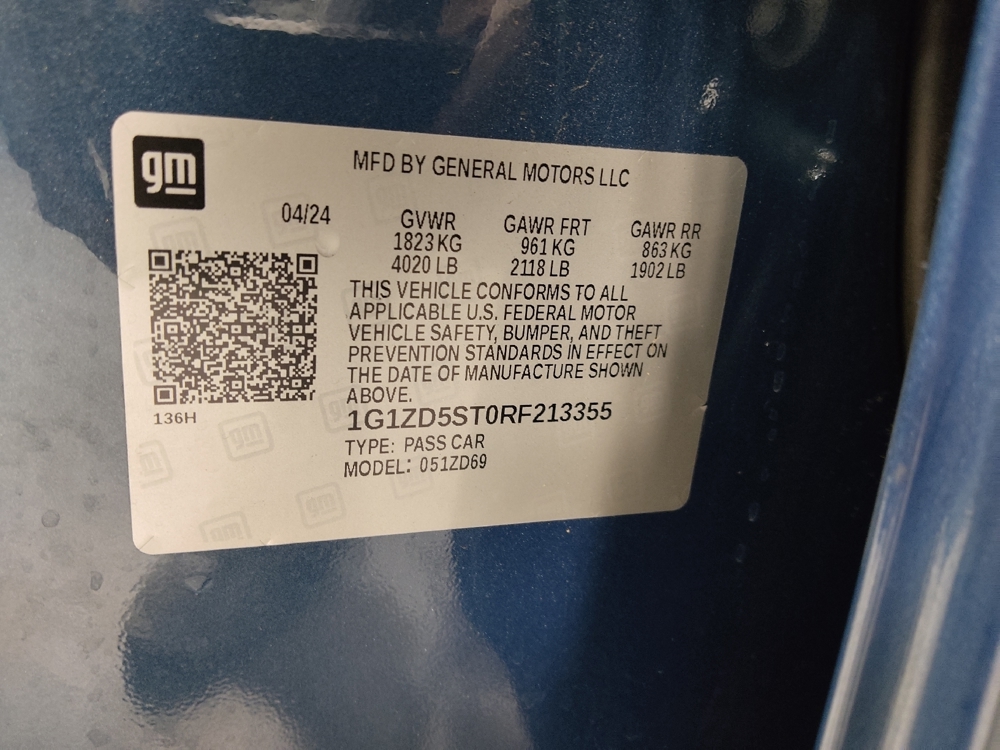 gm
MFD BY GENERAL MOTORS LLC
04/24
GVWR GAWR FRT GAWR RR
1823 KG 961 KG 863 KG
4020 LB 2118 LB 1902 LB
THIS VEHICLE CONFORMS TO ALL
APPLICABLE U.S. FEDERAL MOTOR
VEHICLE SAFETY, BUMPER, AND THEFT
PREVENTION STANDARDS IN EFFECT ON
THE DATE OF MANUFACTURE SHOWN
ABOVE.
136H
1G1ZD5ST0RF213355
TYPE: PASS CAR
MODEL: 051ZD69